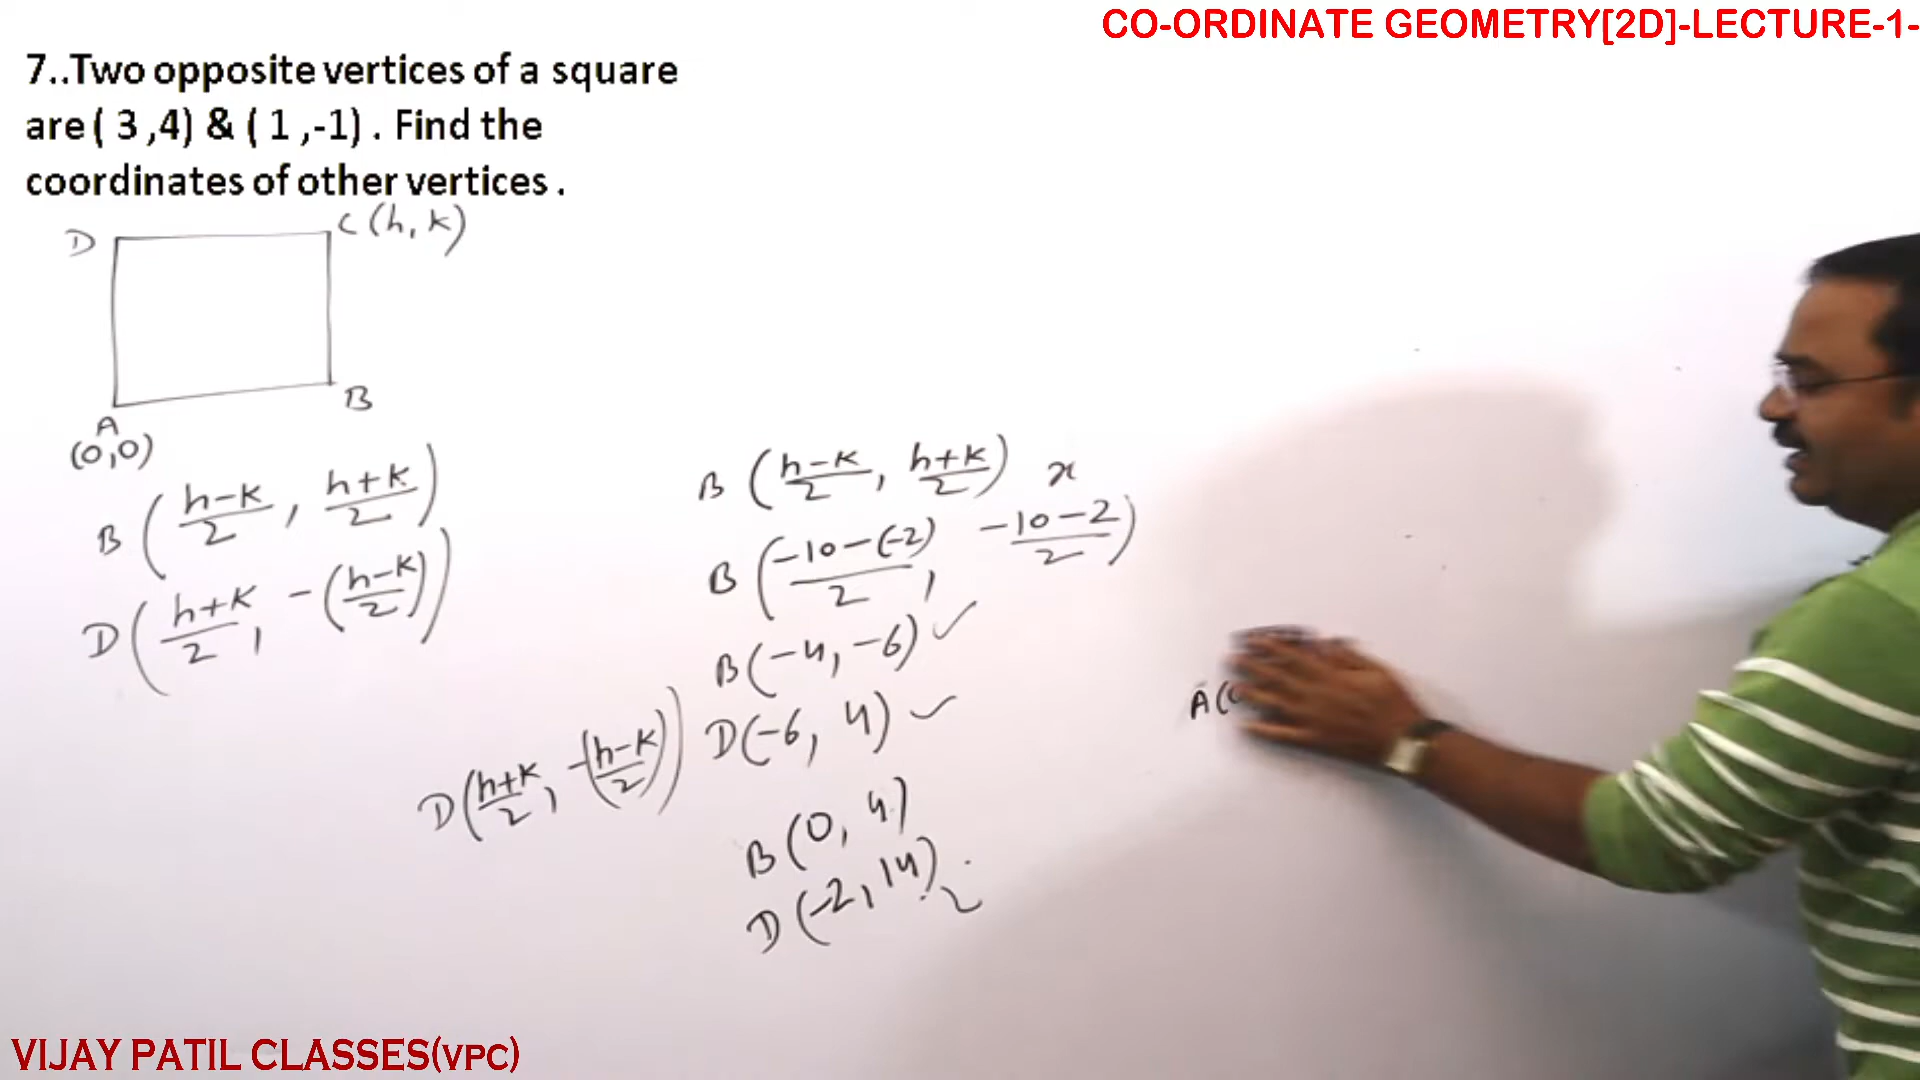 CO-ORDINATE GEOMETRY[2D]-LECTURE-1-
7..Two opposite vertices of a square
are ( 3 ,4) & ( 1 ,-1) . Find the
coordinates of other vertices .
D
C (h, k)
B
A
(0,0)
B ( h-k/2 , h+k/2 )
D ( h+k/2 , -(h-k/2) )
B ( h-k/2 , h+k/2 ) x
B ( -10-(-2)/2 , -10-2/2 )
B(-4, -6) ✓
D( h+k/2 , -(h-k/2) )
D(-6, 4) ✓
B (0, 4)
D (-2, 14)
A (
VIJAY PATIL CLASSES(VPC)